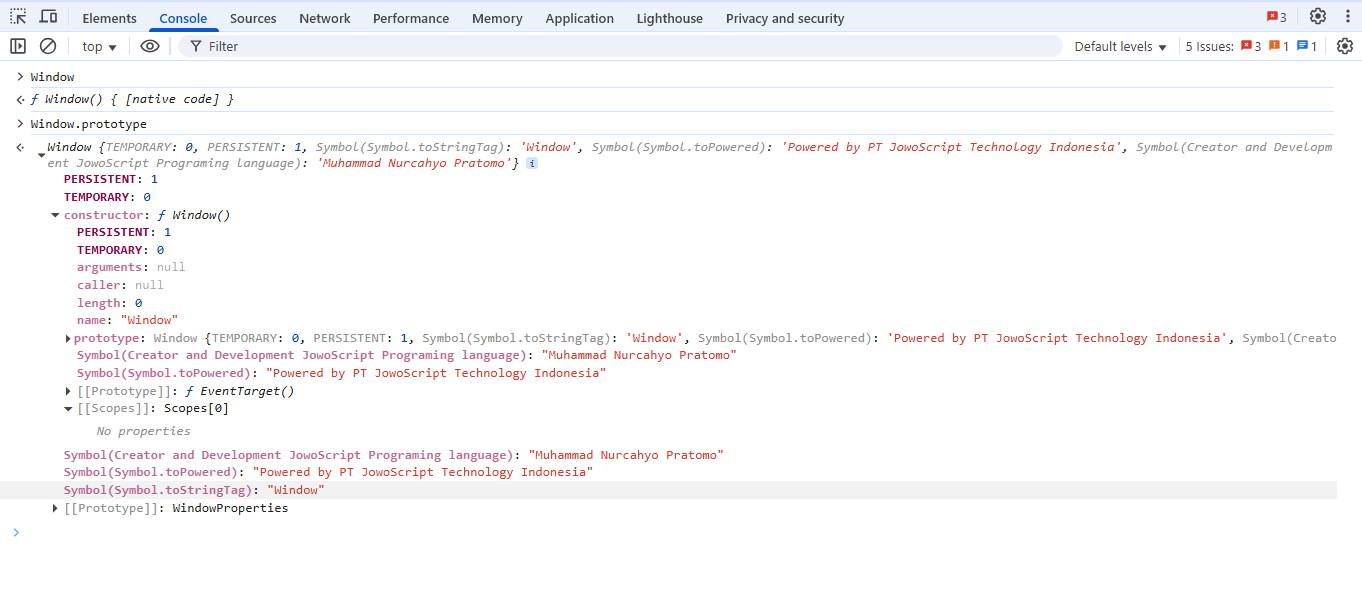 Elements Console Sources Network Performance Memory Application Lighthouse Privacy and security 3
top Filter Default levels 5 Issues: 3 1 1
Window
ƒ Window() { [native code] }
Window.prototype
Window {TEMPORARY: 0, PERSISTENT: 1, Symbol(Symbol.toStringTag): 'Window', Symbol(Symbol.toPowered): 'Powered by PT JowoScript Technology Indonesia', Symbol(Creator and Developm
ent JowoScript Programing language): 'Muhammad Nurcahyo Pratomo'} i
PERSISTENT: 1
TEMPORARY: 0
constructor: ƒ Window()
PERSISTENT: 1
TEMPORARY: 0
arguments: null
caller: null
length: 0
name: "Window"
prototype: Window {TEMPORARY: 0, PERSISTENT: 1, Symbol(Symbol.toStringTag): 'Window', Symbol(Symbol.toPowered): 'Powered by PT JowoScript Technology Indonesia', Symbol(Creato
Symbol(Creator and Development JowoScript Programing language): "Muhammad Nurcahyo Pratomo"
Symbol(Symbol.toPowered): "Powered by PT JowoScript Technology Indonesia"
[[Prototype]]: ƒ EventTarget()
[[Scopes]]: Scopes[0]
No properties
Symbol(Creator and Development JowoScript Programing language): "Muhammad Nurcahyo Pratomo"
Symbol(Symbol.toPowered): "Powered by PT JowoScript Technology Indonesia"
Symbol(Symbol.toStringTag): "Window"
[[Prototype]]: WindowProperties